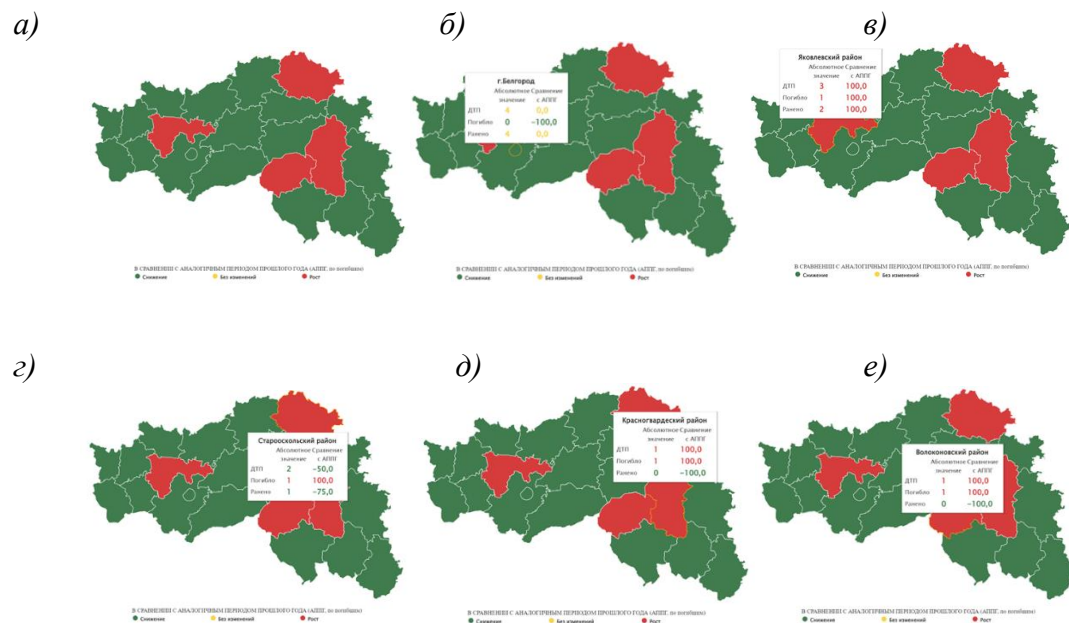 а)
б)
в)
г.Белгород
Абсолютное Сравнение
значение с АППГ
ДТП 4 0,0
Погибло 0 –100,0
Ранено 4 0,0
Яковлевский район
Абсолютное Сравнение
значение с АППГ
ДТП 3 100,0
Погибло 1 100,0
Ранено 2 100,0
В СРАВНЕНИИ С АНАЛОГИЧНЫМ ПЕРИОДОМ ПРОШЛОГО ГОДА (АППГ, по погибшим)
Снижение Без изменений Рост
В СРАВНЕНИИ С АНАЛОГИЧНЫМ ПЕРИОДОМ ПРОШЛОГО ГОДА (АППГ, по погибшим)
Снижение Без изменений Рост
В СРАВНЕНИИ С АНАЛОГИЧНЫМ ПЕРИОДОМ ПРОШЛОГО ГОДА (АППГ, по погибшим)
Снижение Без изменений Рост
г)
д)
е)
Старооскольский район
Абсолютное Сравнение
значение с АППГ
ДТП 2 –50,0
Погибло 1 100,0
Ранено 1 –75,0
Красногвардеский район
Абсолютное Сравнение
значение с АППГ
ДТП 1 100,0
Погибло 1 100,0
Ранено 0 –100,0
Волоконовский район
Абсолютное Сравнение
значение с АППГ
ДТП 1 100,0
Погибло 1 100,0
Ранено 0 –100,0
В СРАВНЕНИИ С АНАЛОГИЧНЫМ ПЕРИОДОМ ПРОШЛОГО ГОДА (АППГ, по погибшим)
Снижение Без изменений Рост
В СРАВНЕНИИ С АНАЛОГИЧНЫМ ПЕРИОДОМ ПРОШЛОГО ГОДА (АППГ, по погибшим)
Снижение Без изменений Рост
В СРАВНЕНИИ С АНАЛОГИЧНЫМ ПЕРИОДОМ ПРОШЛОГО ГОДА (АППГ, по погибшим)
Снижение Без изменений Рост